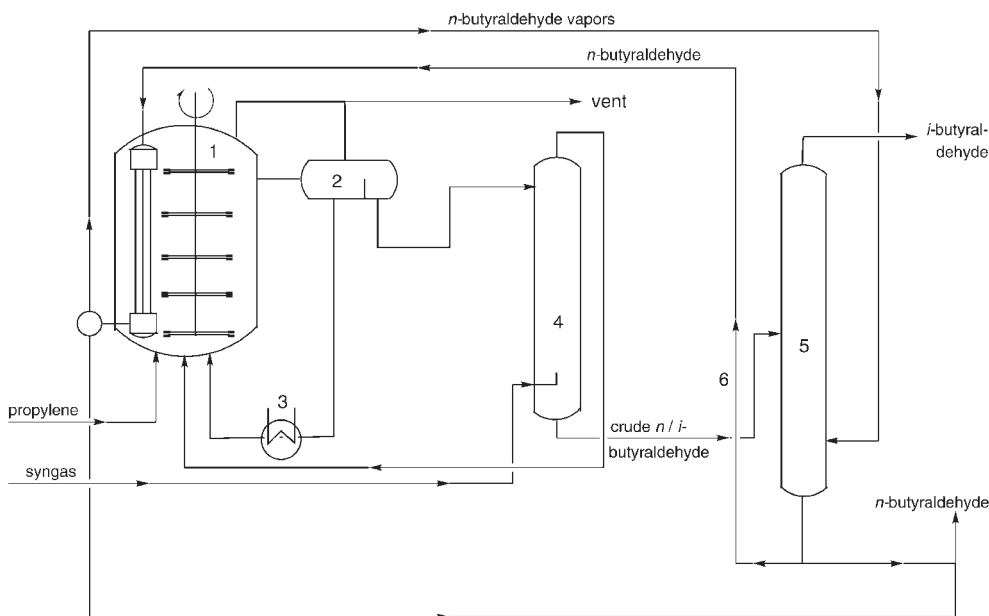 n-butyraldehyde vapors
n-butyraldehyde
vent
i-butyral-
dehyde
1
2
3
4
5
6
propylene
crude n / i-
butyraldehyde
syngas
n-butyraldehyde